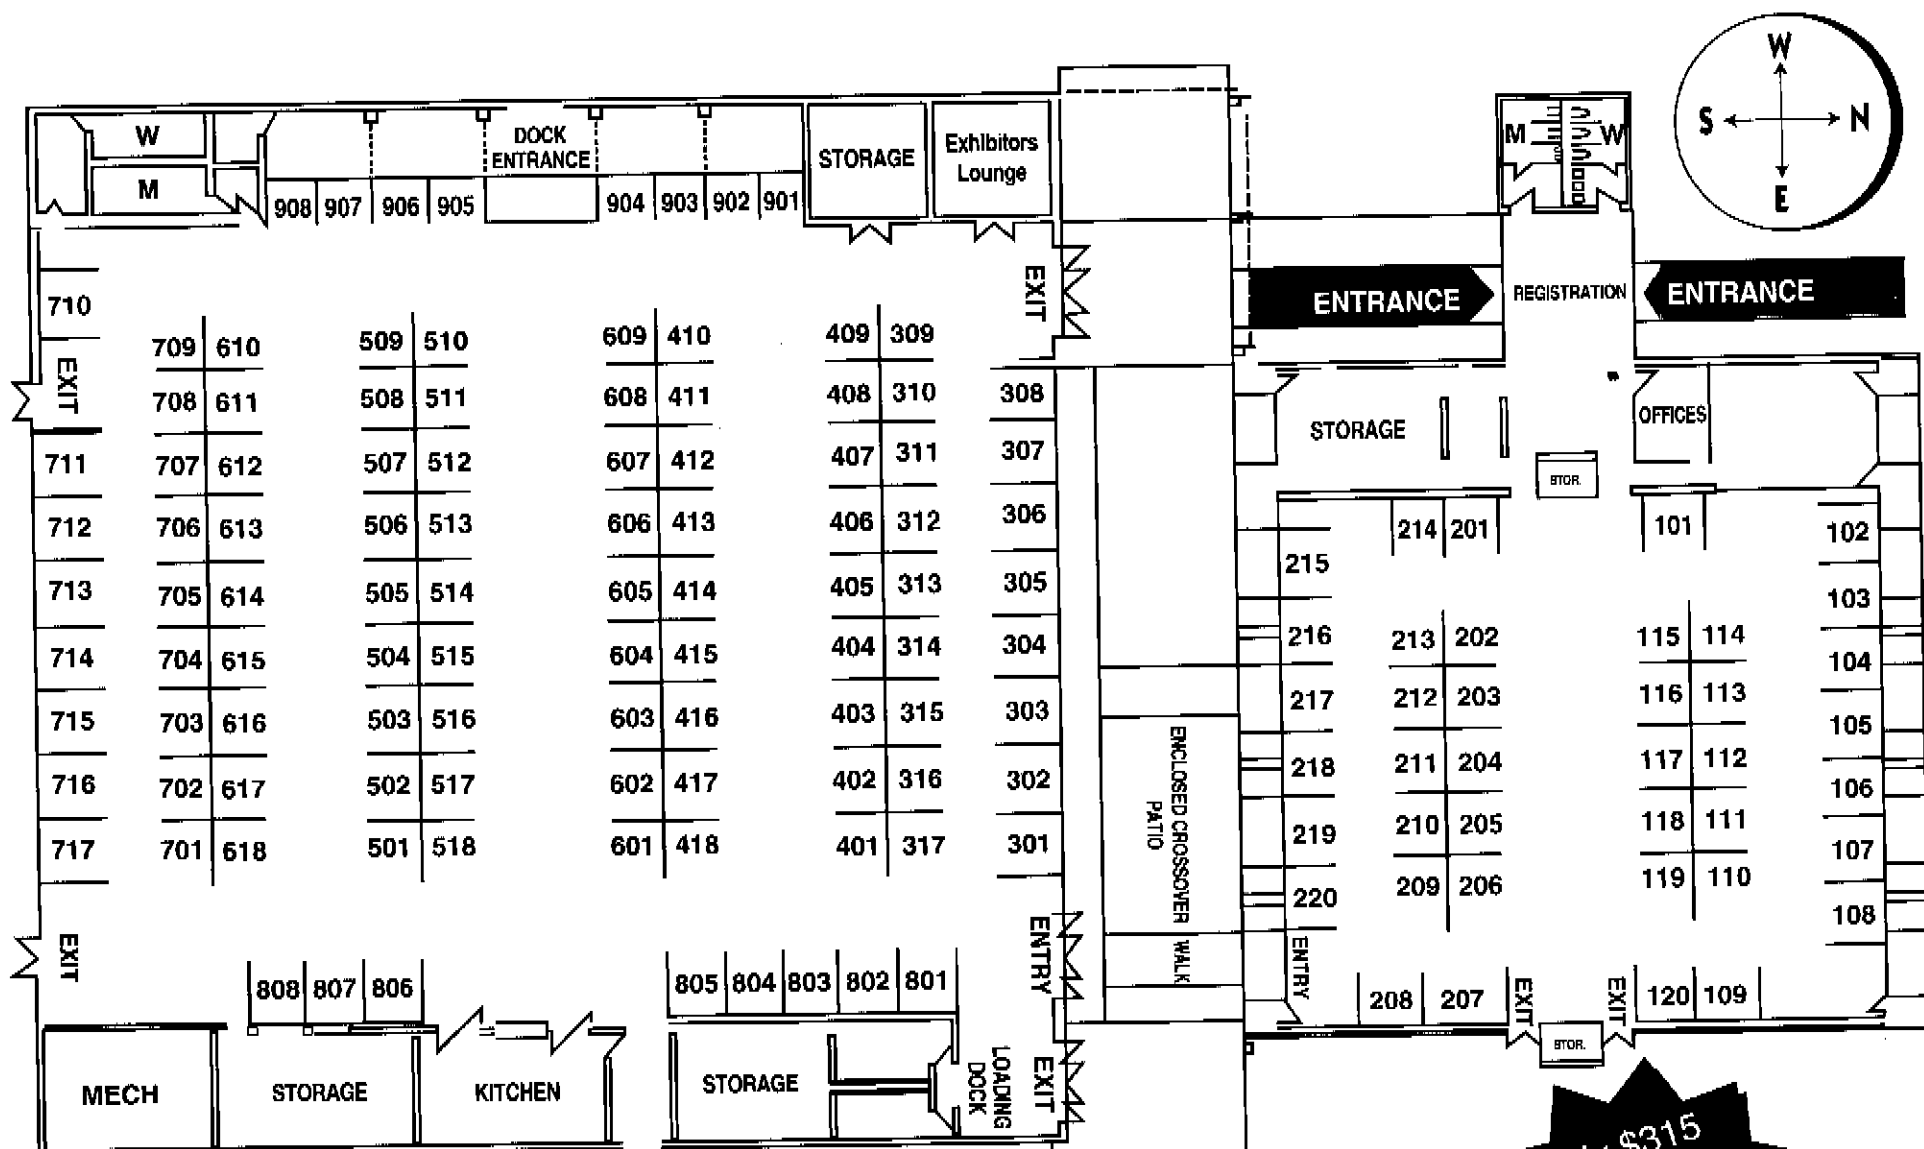 W
S N
E
W
M
DOCK
ENTRANCE
STORAGE
Exhibitors
Lounge
M W
908 907 906 905 904 903 902 901
EXIT
ENTRANCE
REGISTRATION
ENTRANCE
710
EXIT
709 610 509 510 609 410 409 309
708 611 508 511 608 411 408 310 308
711 707 612 507 512 607 412 407 311 307
712 706 613 506 513 606 413 406 312 306
713 705 614 505 514 605 414 405 313 305
714 704 615 504 515 604 415 404 314 304
715 703 616 503 516 603 416 403 315 303
716 702 617 502 517 602 417 402 316 302
717 701 618 501 518 601 418 401 317 301
EXIT
ENTRY
808 807 806
805 804 803 802 801
MECH
STORAGE
KITCHEN
STORAGE
LOADING
DOCK
EXIT
ENCLOSED CROSSOVER WALK
PATIO
STORAGE
OFFICES
STOR.
214 201 101 102
215 103
216 213 202 115 114 104
217 212 203 116 113 105
218 211 204 117 112 106
219 210 205 118 111 107
220 209 206 119 110 108
ENTRY
208 207
EXIT
EXIT
120 109
STOR.
$315